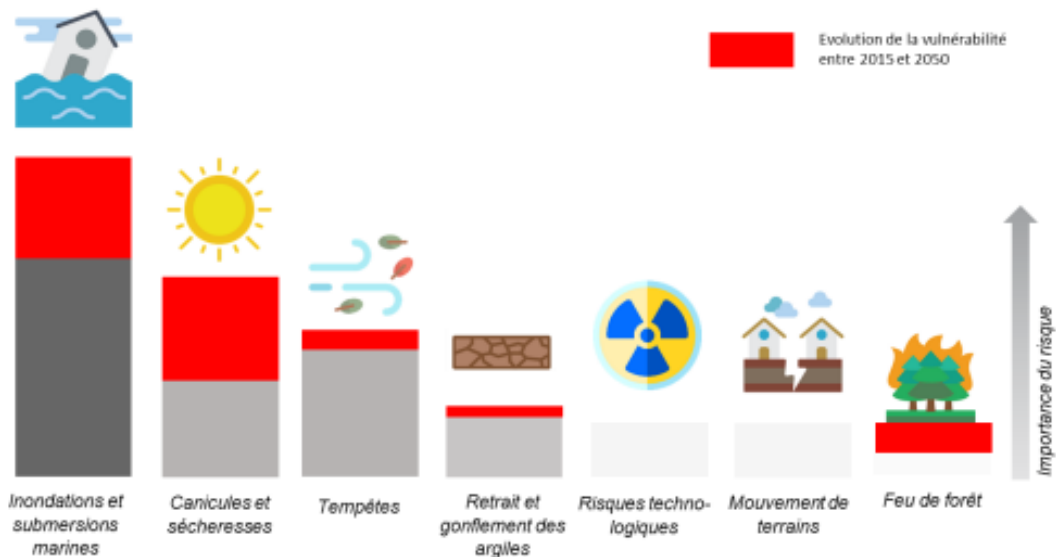 Evolution de la vulnérabilité
entre 2015 et 2050
Importance du risque
Inondations et
submersions
marines
Canicules et
sécheresses
Tempêtes
Retrait et
gonflement des
argiles
Risques techno-
logiques
Mouvement de
terrains
Feu de forêt